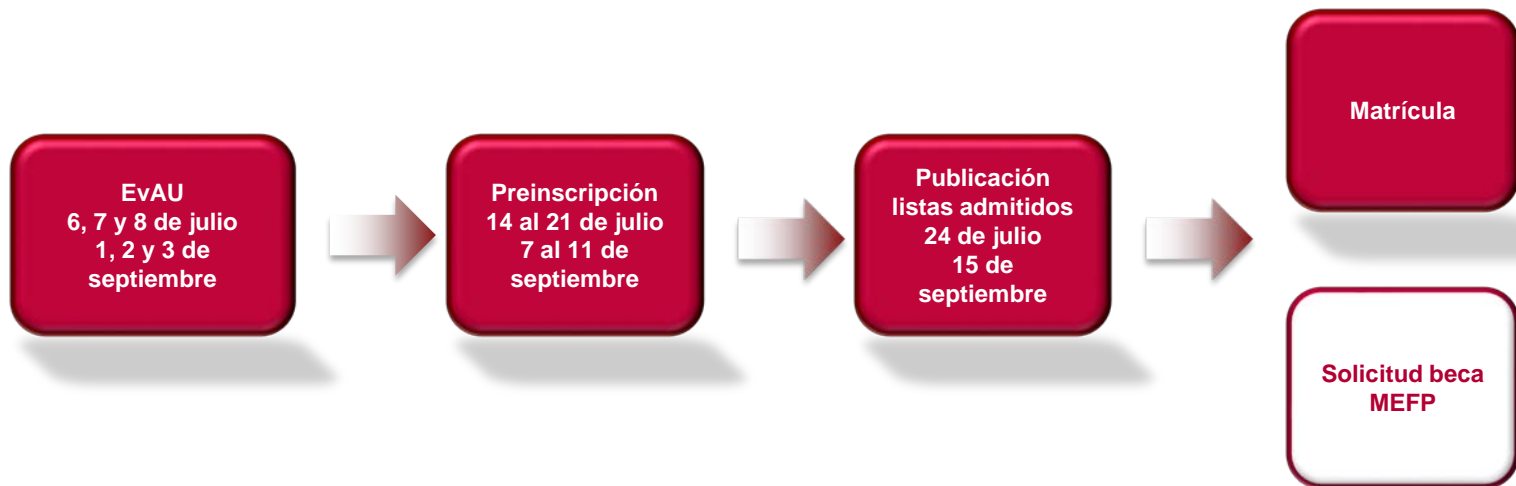 EvAU
6, 7 y 8 de julio
1, 2 y 3 de
septiembre
Preinscripción
14 al 21 de julio
7 al 11 de
septiembre
Publicación
listas admitidos
24 de julio
15 de
septiembre
Matrícula
Solicitud beca
MEFP